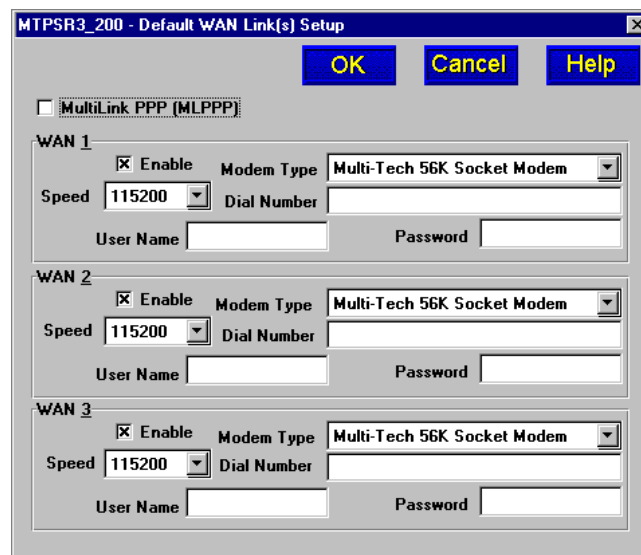 MTPSR3_200 - Default WAN Link(s) Setup
OK Cancel Help
MultiLink PPP (MLPPP)
WAN 1
Enable Modem Type Multi-Tech 56K Socket Modem
Speed 115200 Dial Number
User Name Password
WAN 2
Enable Modem Type Multi-Tech 56K Socket Modem
Speed 115200 Dial Number
User Name Password
WAN 3
Enable Modem Type Multi-Tech 56K Socket Modem
Speed 115200 Dial Number
User Name Password